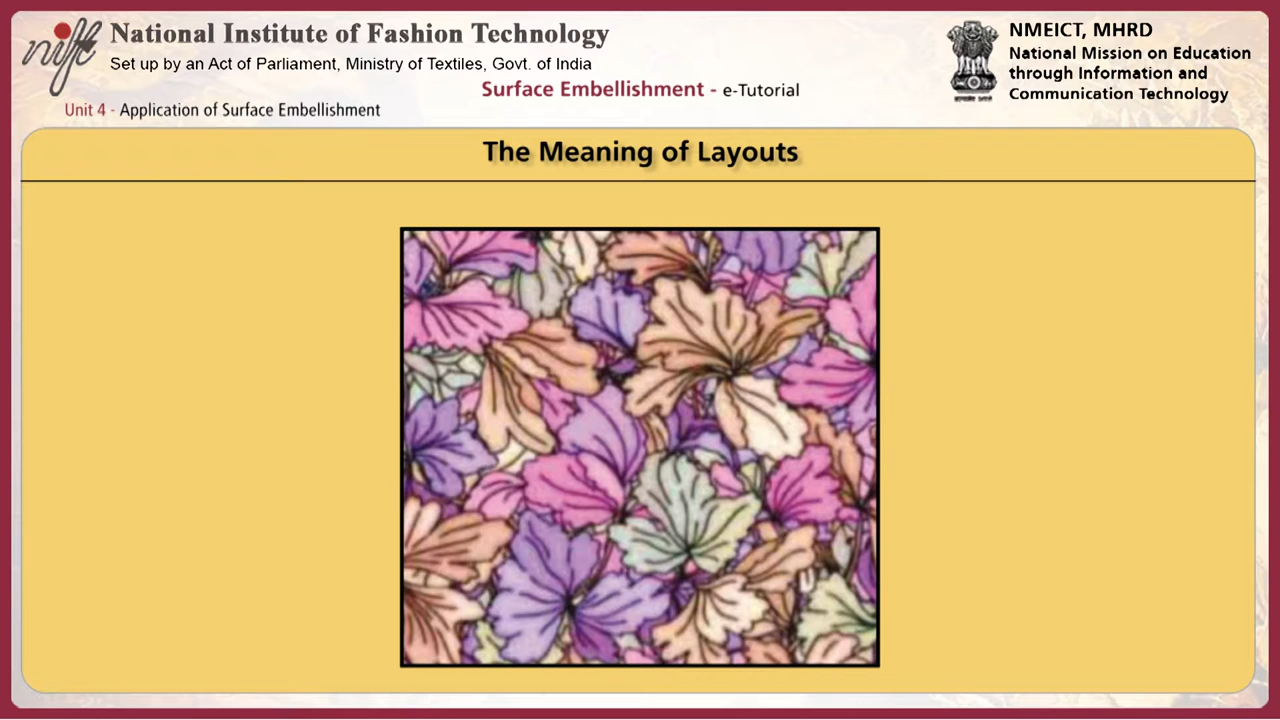 nift
National Institute of Fashion Technology
Set up by an Act of Parliament, Ministry of Textiles, Govt. of India
NMEICT, MHRD
National Mission on Education
through Information and
Communication Technology
Surface Embellishment - e-Tutorial
Unit 4 - Application of Surface Embellishment
The Meaning of Layouts